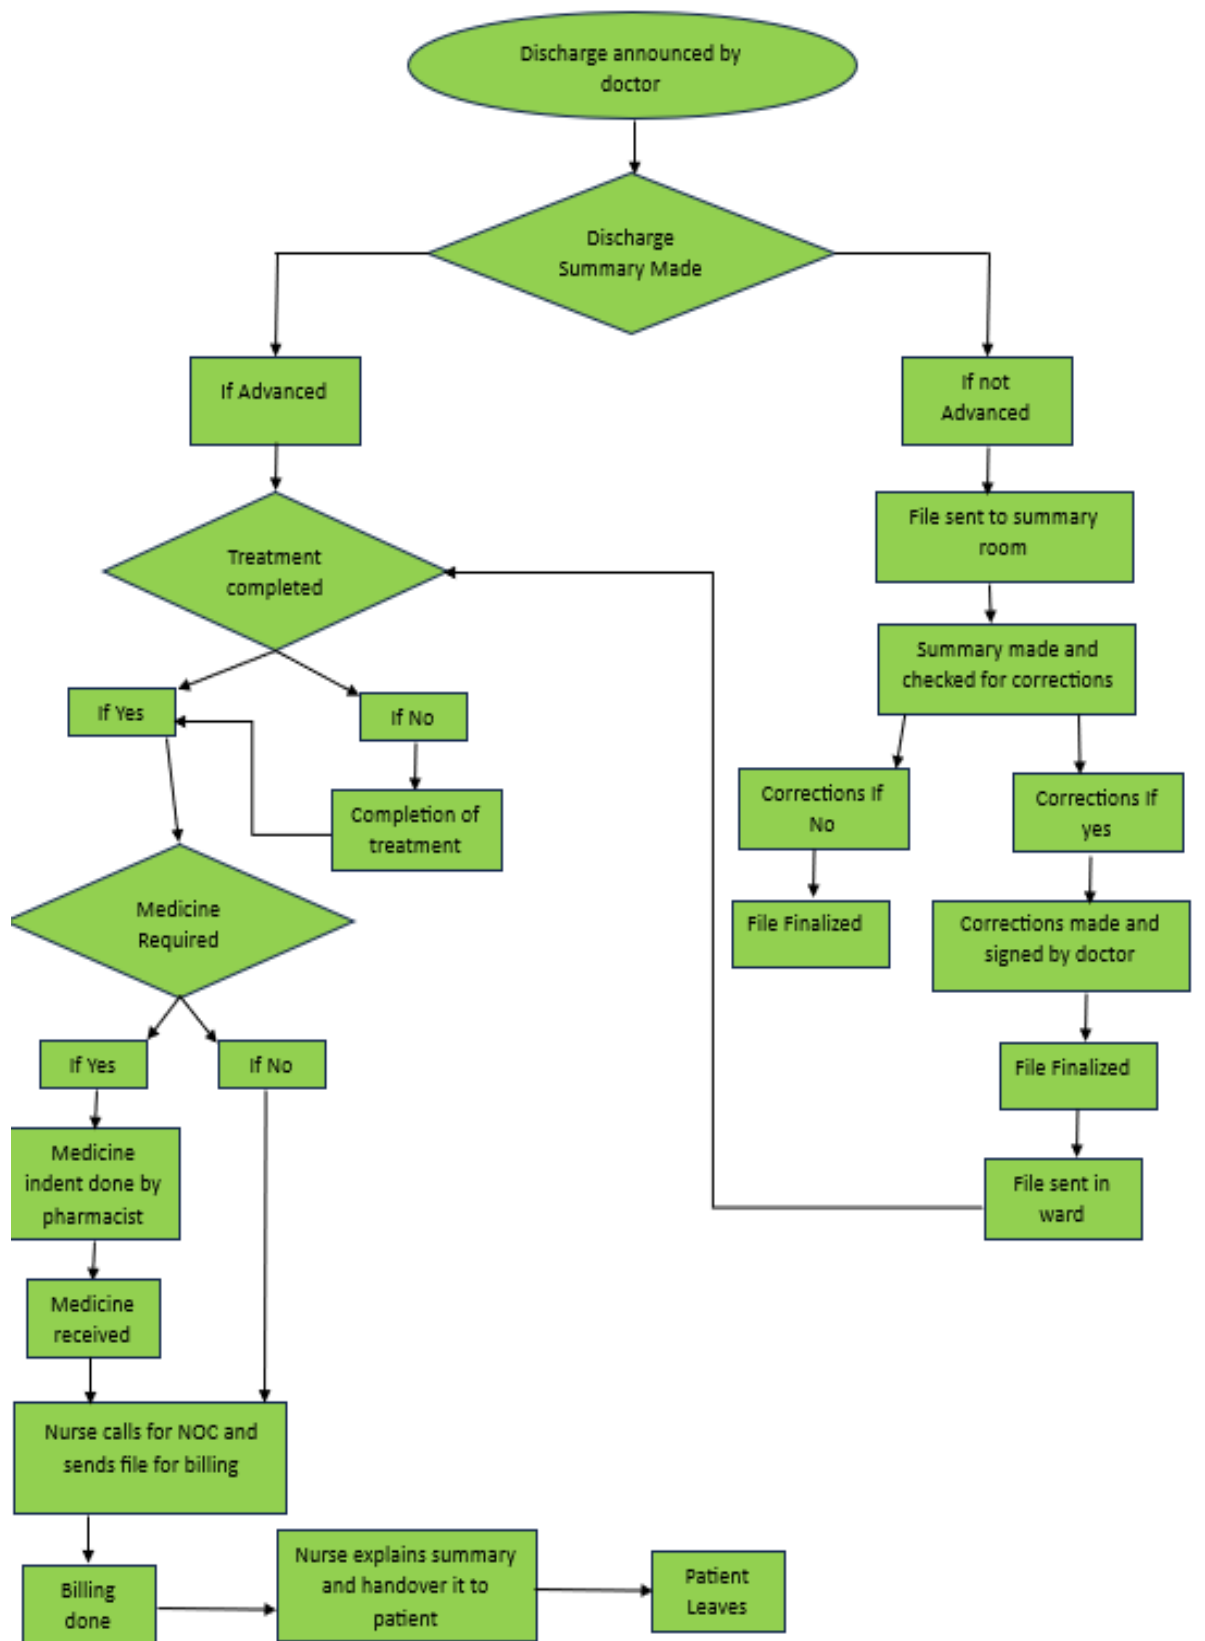 Discharge announced by
doctor
Discharge
Summary Made
If Advanced
If not
Advanced
File sent to summary
room
Treatment
completed
Summary made and
checked for corrections
If Yes
If No
Corrections If
No
Corrections If
yes
Completion of
treatment
Medicine
Required
File Finalized
Corrections made and
signed by doctor
If Yes
If No
File Finalized
Medicine
indent done by
pharmacist
File sent in
ward
Medicine
received
Nurse calls for NOC and
sends file for billing
Billing
done
Nurse explains summary
and handover it to
patient
Patient
Leaves